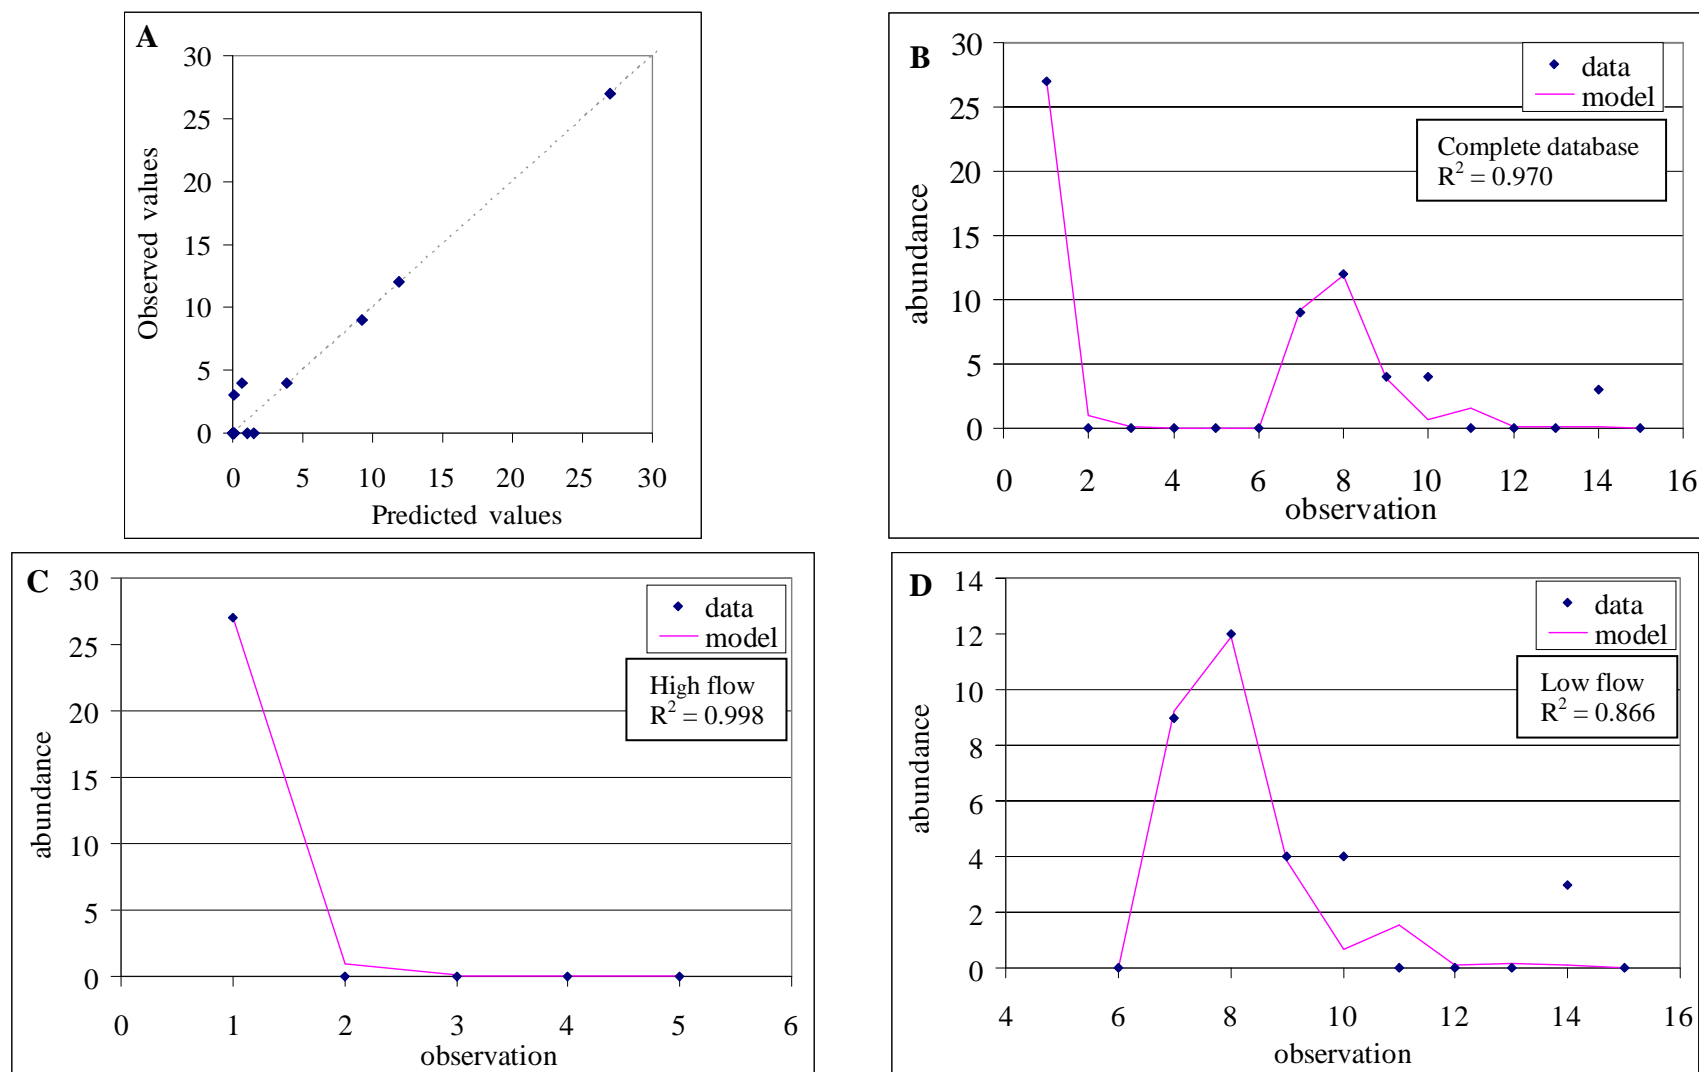 A
30
25
20
15
10
5
0
Observed values
0 5 10 15 20 25 30
Predicted values
B
30
25
20
15
10
5
0
abundance
data
model
Complete database
R² = 0.970
0 2 4 6 8 10 12 14 16
observation
C
30
25
20
15
10
5
0
abundance
data
model
High flow
R² = 0.998
0 1 2 3 4 5 6
observation
D
14
12
10
8
6
4
2
0
abundance
data
model
Low flow
R² = 0.866
4 6 8 10 12 14 16
observation